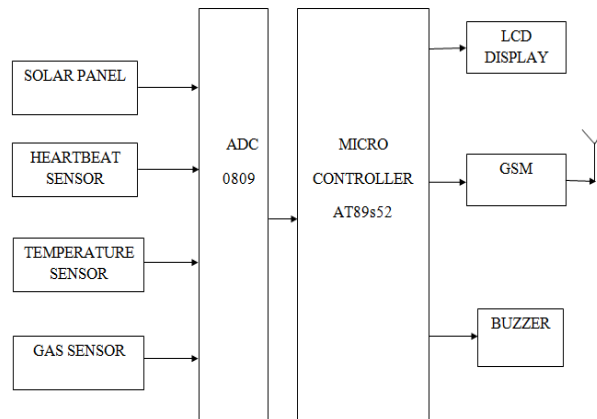 SOLAR PANEL
HEARTBEAT
SENSOR
TEMPERATURE
SENSOR
GAS SENSOR
ADC
0809
MICRO
CONTROLLER
AT89s52
LCD
DISPLAY
GSM
BUZZER